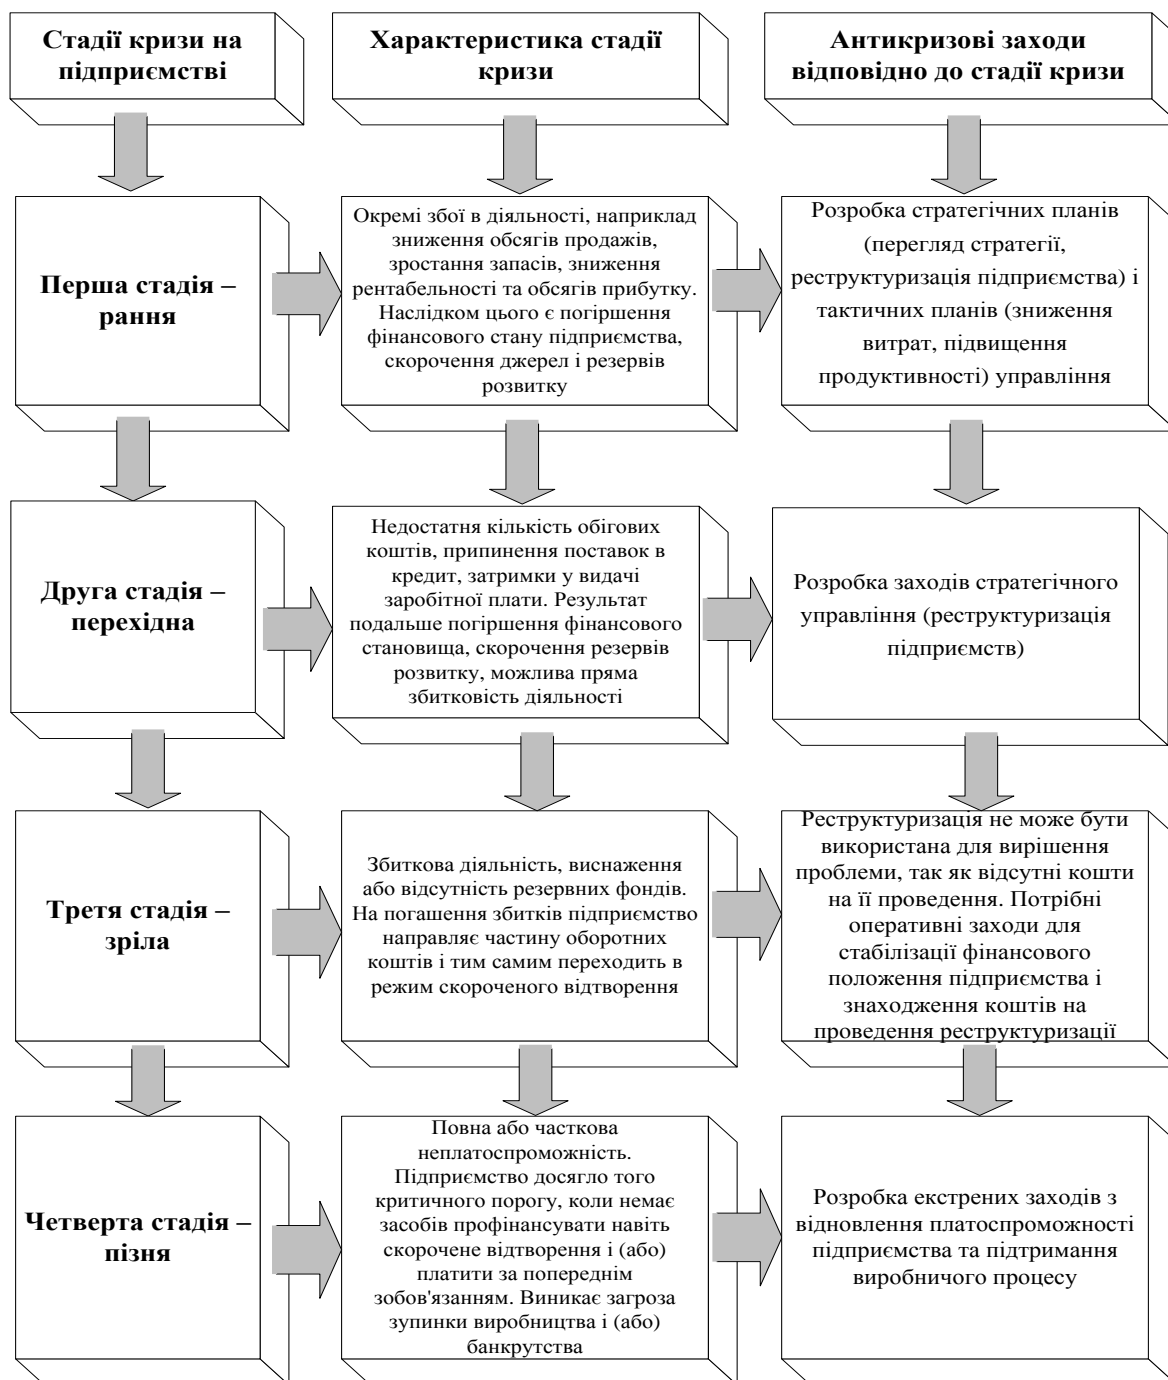 Стадії кризи на
підприємстві
Характеристика стадії
кризи
Антикризові заходи
відповідно до стадії кризи
Перша стадія –
рання
Окремі збої в діяльності, наприклад
зниження обсягів продажів,
зростання запасів, зниження
рентабельності та обсягів прибутку.
Наслідком цього є погіршення
фінансового стану підприємства,
скорочення джерел і резервів
розвитку
Розробка стратегічних планів
(перегляд стратегії,
реструктуризація підприємства) і
тактичних планів (зниження
витрат, підвищення
продуктивності) управління
Друга стадія –
перехідна
Недостатня кількість обігових
коштів, припинення поставок в
кредит, затримки у видачі
заробітної плати. Результат
подальше погіршення фінансового
становища, скорочення резервів
розвитку, можлива пряма
збитковість діяльності
Розробка заходів стратегічного
управління (реструктуризація
підприємств)
Третя стадія –
зріла
Збиткова діяльність, виснаження
або відсутність резервних фондів.
На погашення збитків підприємство
направляє частину оборотних
коштів і тим самим переходить в
режим скороченого відтворення
Реструктуризація не може бути
використана для вирішення
проблеми, так як відсутні кошти
на її проведення. Потрібні
оперативні заходи для
стабілізації фінансового
положення підприємства і
знаходження коштів на
проведення реструктуризації
Четверта стадія –
пізня
Повна або часткова
неплатоспроможність.
Підприємство досягло того
критичного порогу, коли немає
засобів профінансувати навіть
скорочене відтворення і (або)
платити за попереднім
зобов'язанням. Виникає загроза
зупинки виробництва і (або)
банкрутства
Розробка екстрених заходів з
відновлення платоспроможності
підприємства та підтримання
виробничого процесу